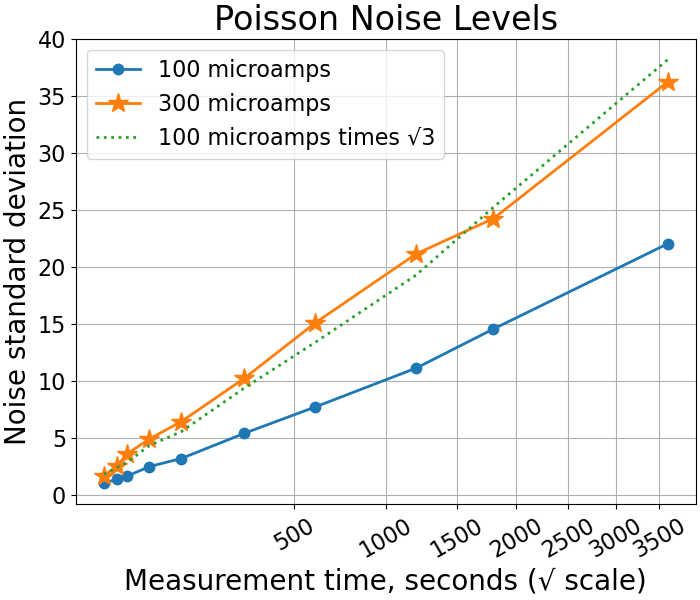 Poisson Noise Levels
100 microamps
300 microamps
100 microamps times √3
Noise standard deviation
40
35
30
25
20
15
10
5
0
500
1000
1500
2000
2500
3000
3500
Measurement time, seconds (√ scale)